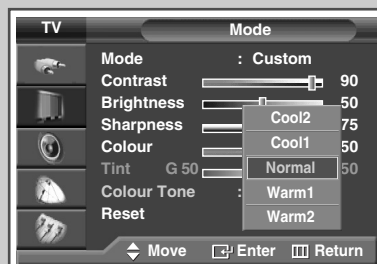 TV Mode
Mode : Custom
Contrast 90
Brightness 50
Sharpness 75
Colour 50
Tint G 50 50
Colour Tone :
Reset
Cool2
Cool1
Normal
Warm1
Warm2
Move Enter Return